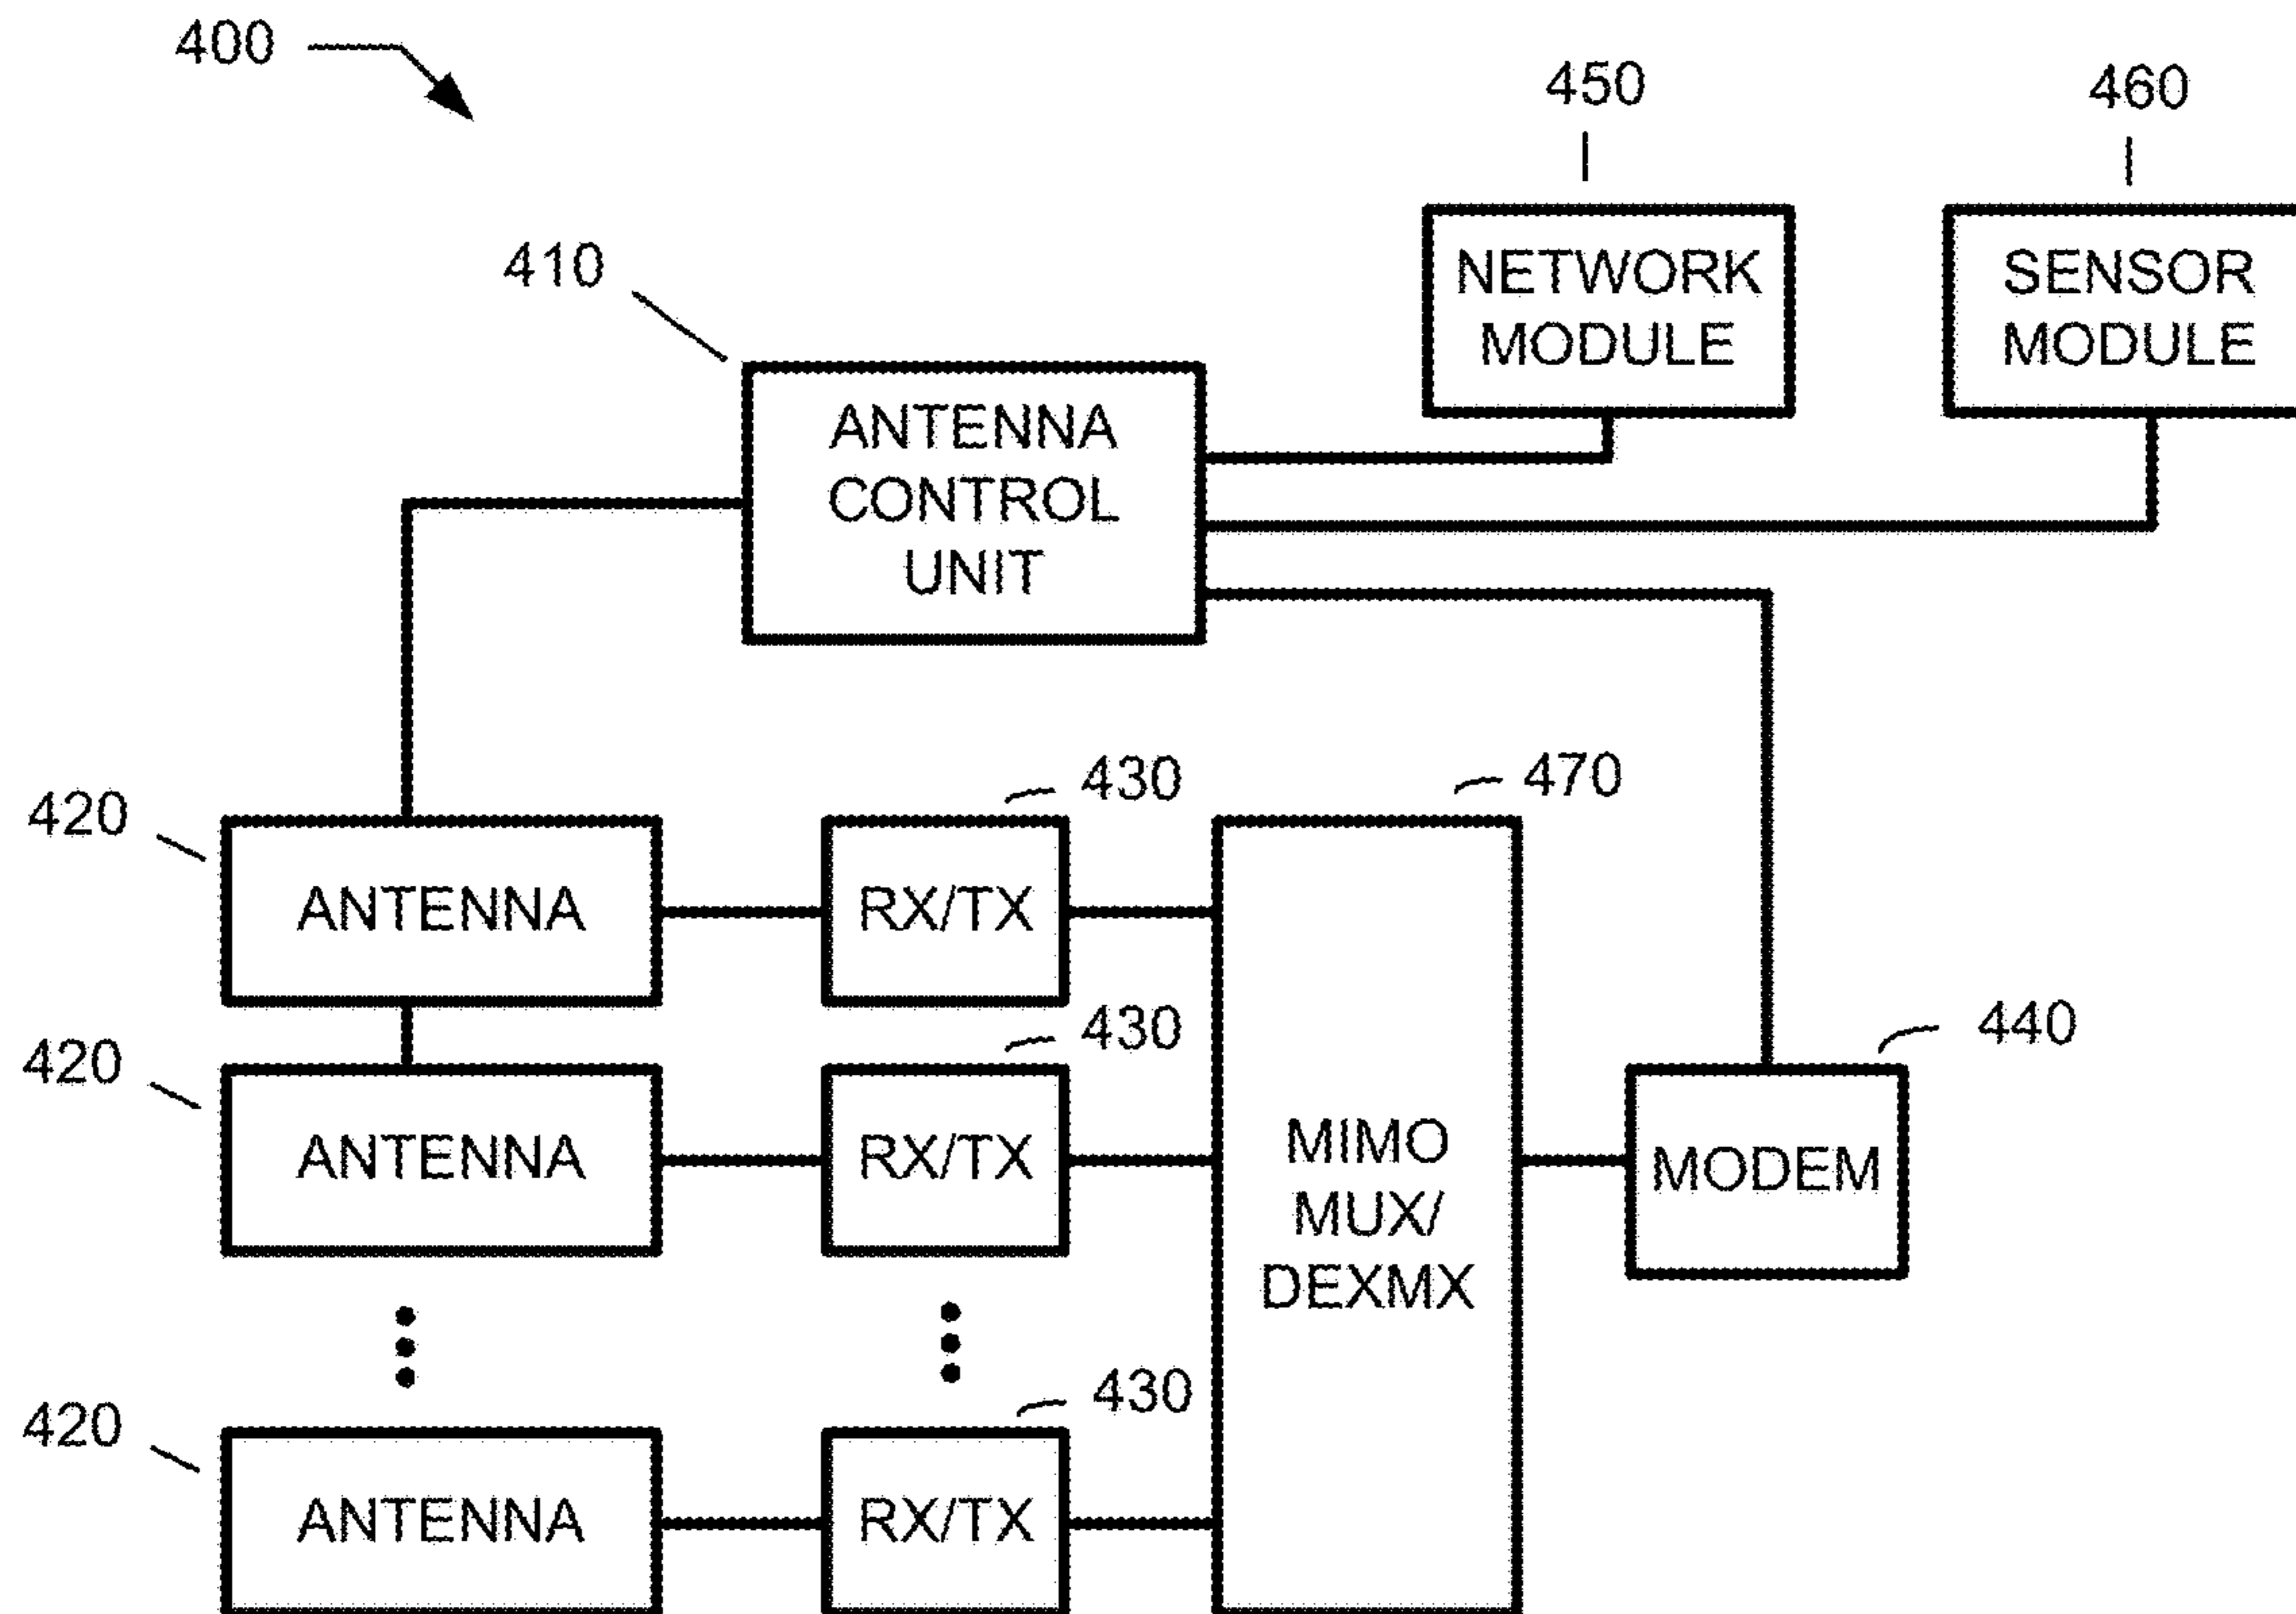 400
450
460
410
NETWORK
MODULE
SENSOR
MODULE
ANTENNA
CONTROL
UNIT
420
430
470
ANTENNA
RX/TX
420
430
440
ANTENNA
RX/TX
MIMO
MUX/
DEXMX
MODEM
420
430
ANTENNA
RX/TX